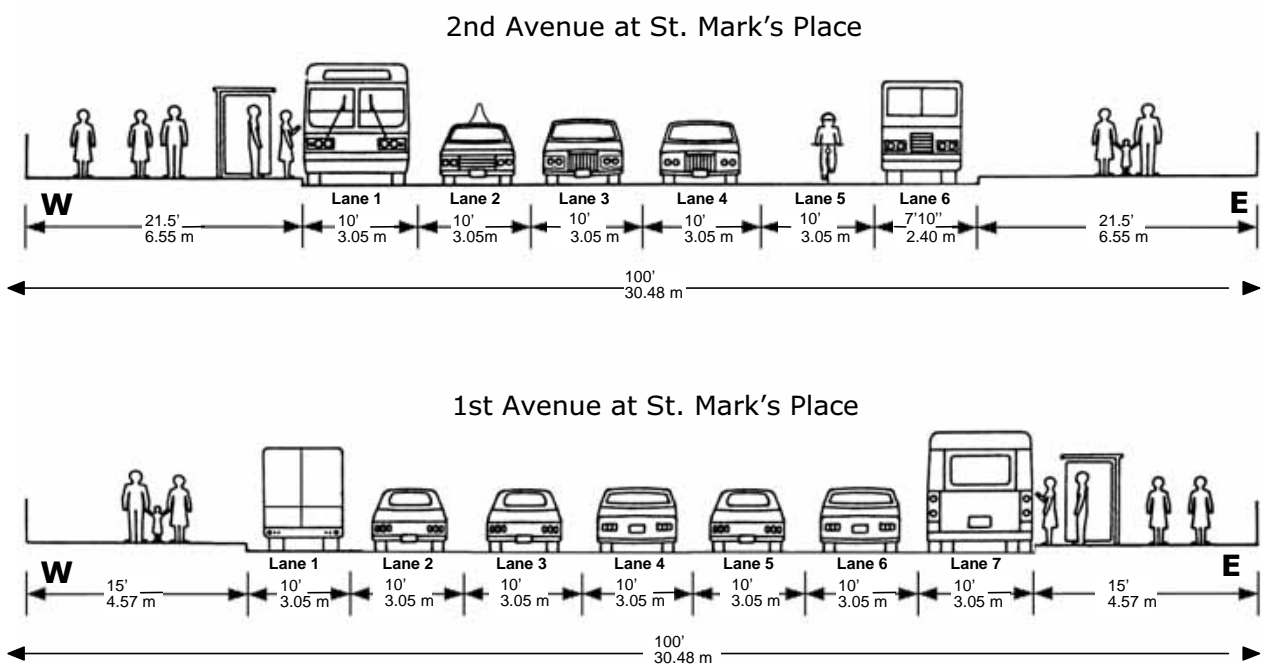 2nd Avenue at St. Mark's Place
Lane 1 Lane 2 Lane 3 Lane 4 Lane 5 Lane 6
W E
21.5' 10' 10' 10' 10' 10' 7'10'' 21.5'
6.55 m 3.05 m 3.05m 3.05 m 3.05 m 3.05 m 2.40 m 6.55 m
100'
30.48 m
1st Avenue at St. Mark's Place
Lane 1 Lane 2 Lane 3 Lane 4 Lane 5 Lane 6 Lane 7
W E
15' 10' 10' 10' 10' 10' 10' 10' 15'
4.57 m 3.05 m 3.05 m 3.05 m 3.05 m 3.05 m 3.05 m 3.05 m 4.57 m
100'
30.48 m